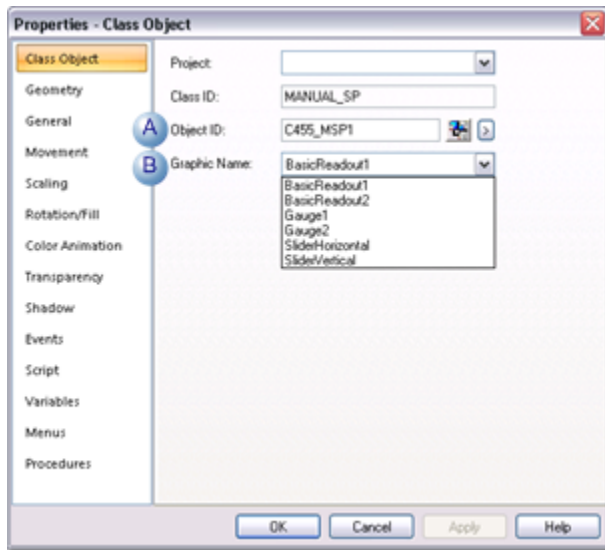 Properties - Class Object
Class Object
Geometry
General
Movement
Scaling
Rotation/Fill
Color Animation
Transparency
Shadow
Events
Script
Variables
Menus
Procedures
Project:
Class ID: MANUAL_SP
A Object ID: C455_MSP1 >
B Graphic Name: BasicReadout1
BasicReadout1
BasicReadout2
Gauge1
Gauge2
SliderHorizontal
SliderVertical
OK Cancel Apply Help